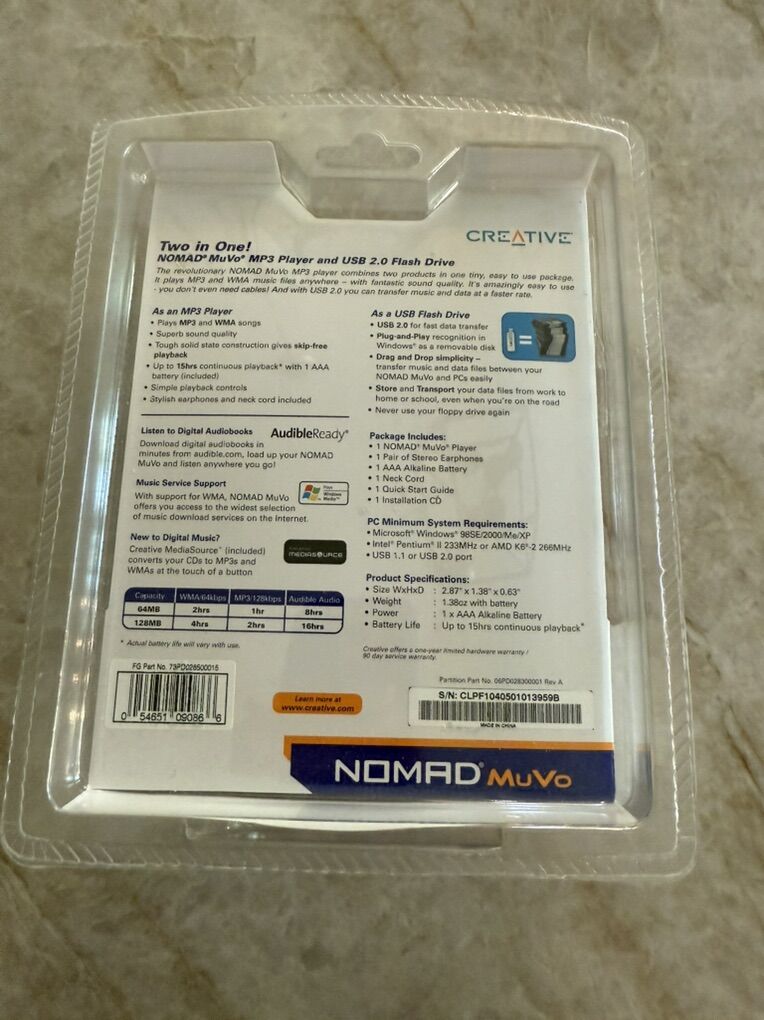 CREATIVE
Two in One!
NOMAD® MuVo® MP3 Player and USB 2.0 Flash Drive
The revolutionary NOMAD MuVo MP3 player combines two products in one tiny, easy to use package.
It plays MP3 and WMA music files anywhere – with fantastic sound quality. It's amazingly easy to use
- you don't even need cables! And with USB 2.0 you can transfer music and data at a faster rate.
As an MP3 Player
• Plays MP3 and WMA songs
• Superb sound quality
• Tough solid state construction gives skip-free
playback
• Up to 15hrs continuous playback* with 1 AAA
battery (included)
• Simple playback controls
• Stylish earphones and neck cord included
Listen to Digital Audiobooks
AudibleReady®
Download digital audiobooks in
minutes from audible.com, load up your NOMAD
MuVo and listen anywhere you go!
Music Service Support
Plays
Windows
Media™
With support for WMA, NOMAD MuVo
offers you access to the widest selection
of music download services on the Internet.
New to Digital Music?
Creative MediaSource™ (included)
converts your CDs to MP3s and
WMAs at the touch of a button
CREATIVE
MEDIASOURCE
Capacity WMA/64kbps MP3/128kbps Audible Audio
64MB 2hrs 1hr 8hrs
128MB 4hrs 2hrs 16hrs
* Actual battery life will vary with use.
As a USB Flash Drive
• USB 2.0 for fast data transfer
• Plug-and-Play recognition in
Windows® as a removable disk
• Drag and Drop simplicity –
transfer music and data files between your
NOMAD MuVo and PCs easily
• Store and Transport your data files from work to
home or school, even when you're on the road
• Never use your floppy drive again
=
Package Includes:
• 1 NOMAD® MuVo® Player
• 1 Pair of Stereo Earphones
• 1 AAA Alkaline Battery
• 1 Neck Cord
• 1 Quick Start Guide
• 1 Installation CD
PC Minimum System Requirements:
• Microsoft® Windows® 98SE/2000/Me/XP
• Intel® Pentium® II 233MHz or AMD K6®-2 266MHz
• USB 1.1 or USB 2.0 port
Product Specifications:
• Size WxHxD : 2.87" x 1.38" x 0.63"
• Weight : 1.38oz with battery
• Power : 1 x AAA Alkaline Battery
• Battery Life : Up to 15hrs continuous playback*
Creative offers a one-year limited hardware warranty /
90 day service warranty.
FG Part No. 73PD028500015
0 54651 09086 6
Learn more at
www.creative.com
Partition Part No. 06PD028300001 Rev A
S/N: CLPF1040501013959B
MADE IN CHINA
NOMAD® MuVo